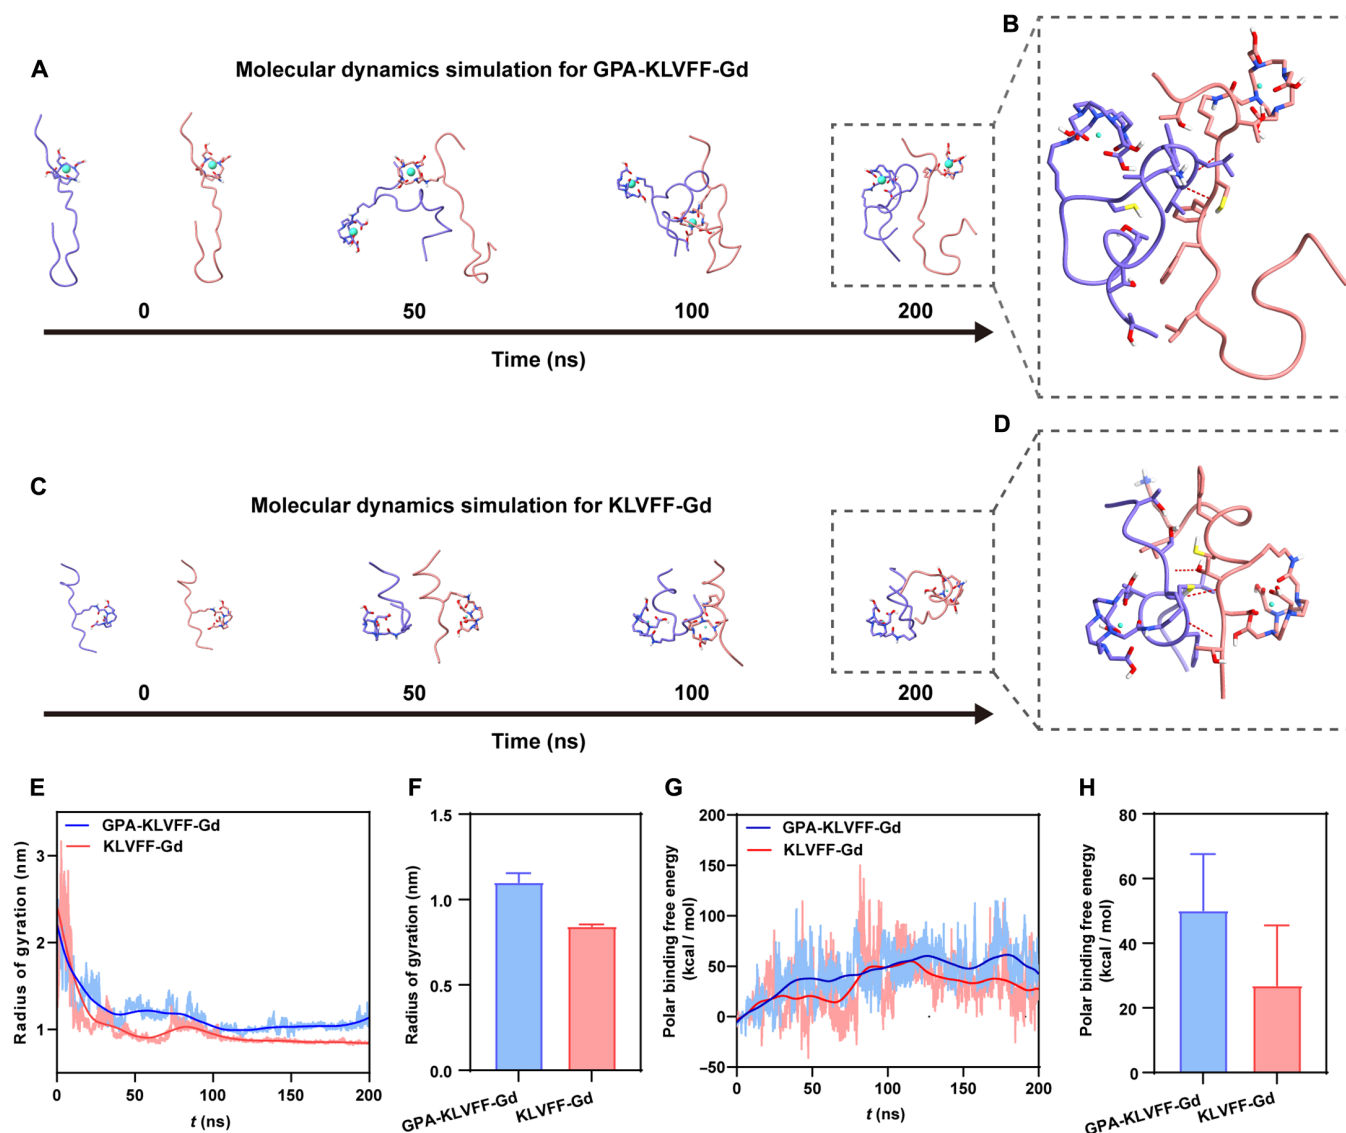 A
Molecular dynamics simulation for GPA-KLVFF-Gd
0 50 100 200
Time (ns)
B
C
Molecular dynamics simulation for KLVFF-Gd
0 50 100 200
Time (ns)
D
E
Radius of gyration (nm)
GPA-KLVFF-Gd
KLVFF-Gd
3
2
1
0 50 100 150 200
t (ns)
F
Radius of gyration (nm)
1.5
1.0
0.5
0.0
GPA-KLVFF-Gd
KLVFF-Gd
G
Polar binding free energy
(kcal / mol)
GPA-KLVFF-Gd
KLVFF-Gd
200
150
100
50
0
–50
0 50 100 150 200
t (ns)
H
Polar binding free energy
(kcal / mol)
80
60
40
20
0
GPA-KLVFF-Gd
KLVFF-Gd